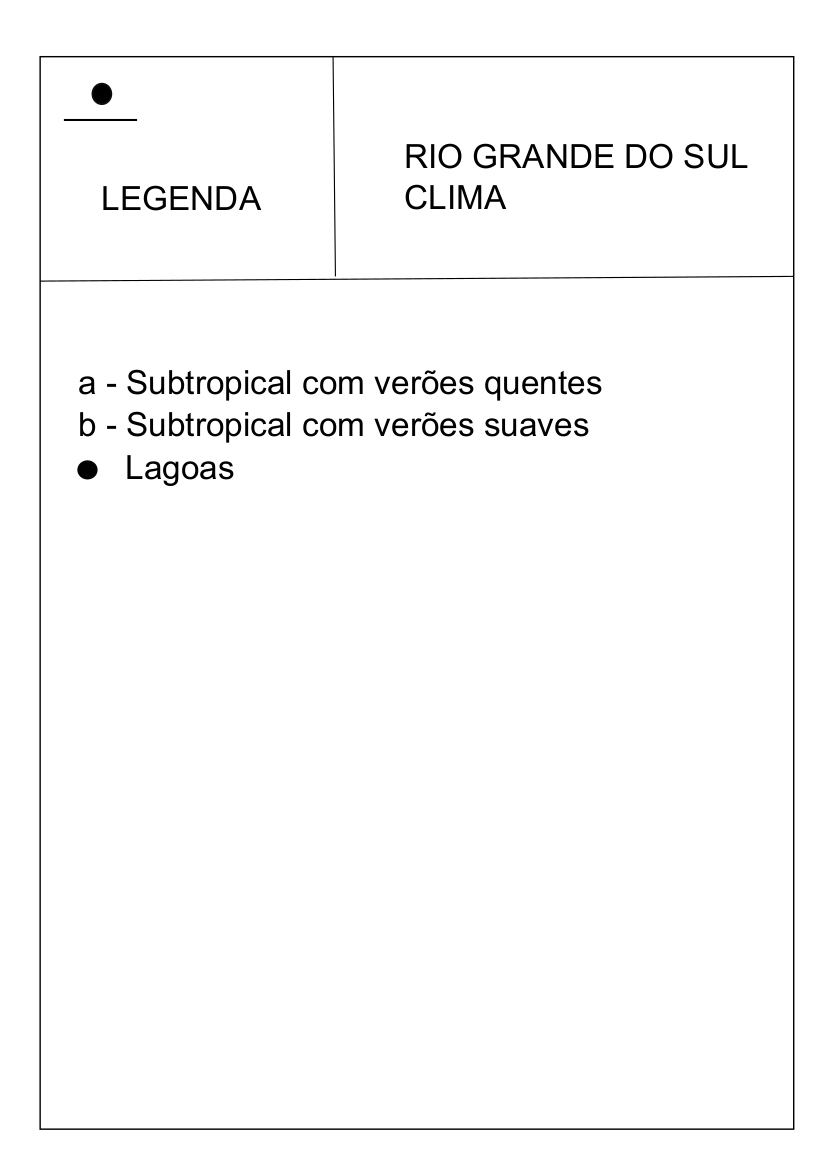 LEGENDA
RIO GRANDE DO SUL
CLIMA
a - Subtropical com verões quentes
b - Subtropical com verões suaves
● Lagoas